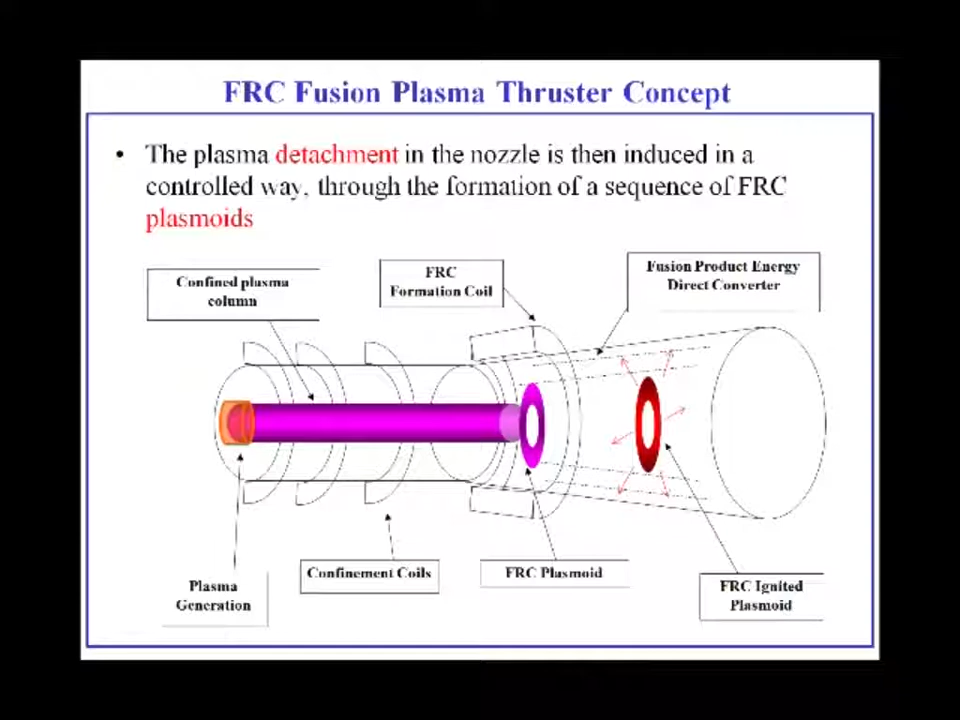 FRC Fusion Plasma Thruster Concept
• The plasma detachment in the nozzle is then induced in a
controlled way, through the formation of a sequence of FRC
plasmoids
Confined plasma
column
FRC
Formation Coil
Fusion Product Energy
Direct Converter
Plasma
Generation
Confinement Coils
FRC Plasmoid
FRC Ignited
Plasmoid